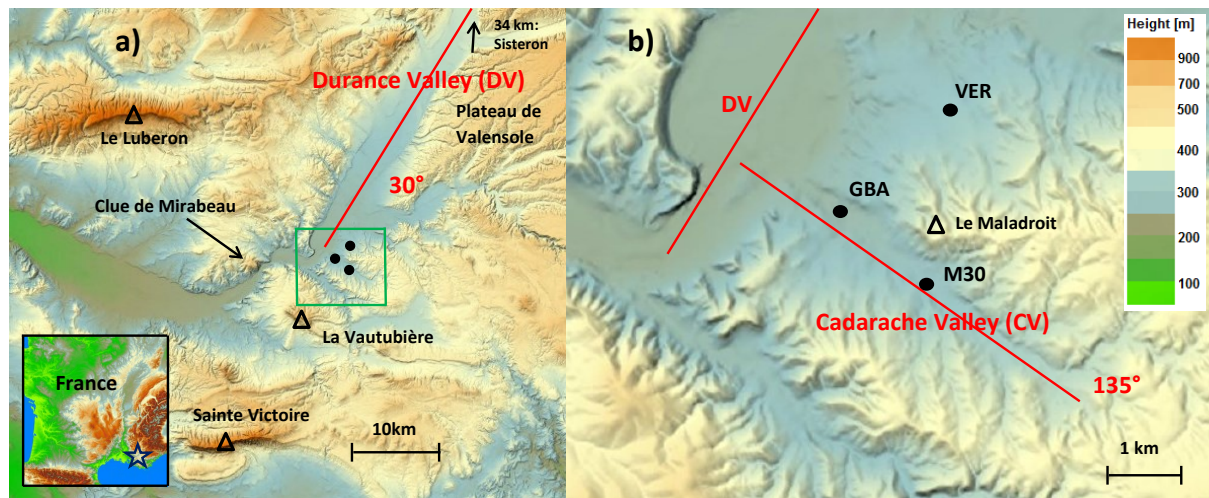 a)
34 km:
Sisteron
Durance Valley (DV)
Plateau de
Valensole
Le Luberon
30°
Clue de Mirabeau
La Vautubière
France
Sainte Victoire
10km
b)
Height [m]
900
700
500
400
300
200
100
DV
VER
GBA
Le Maladroit
M30
Cadarache Valley (CV)
135°
1 km